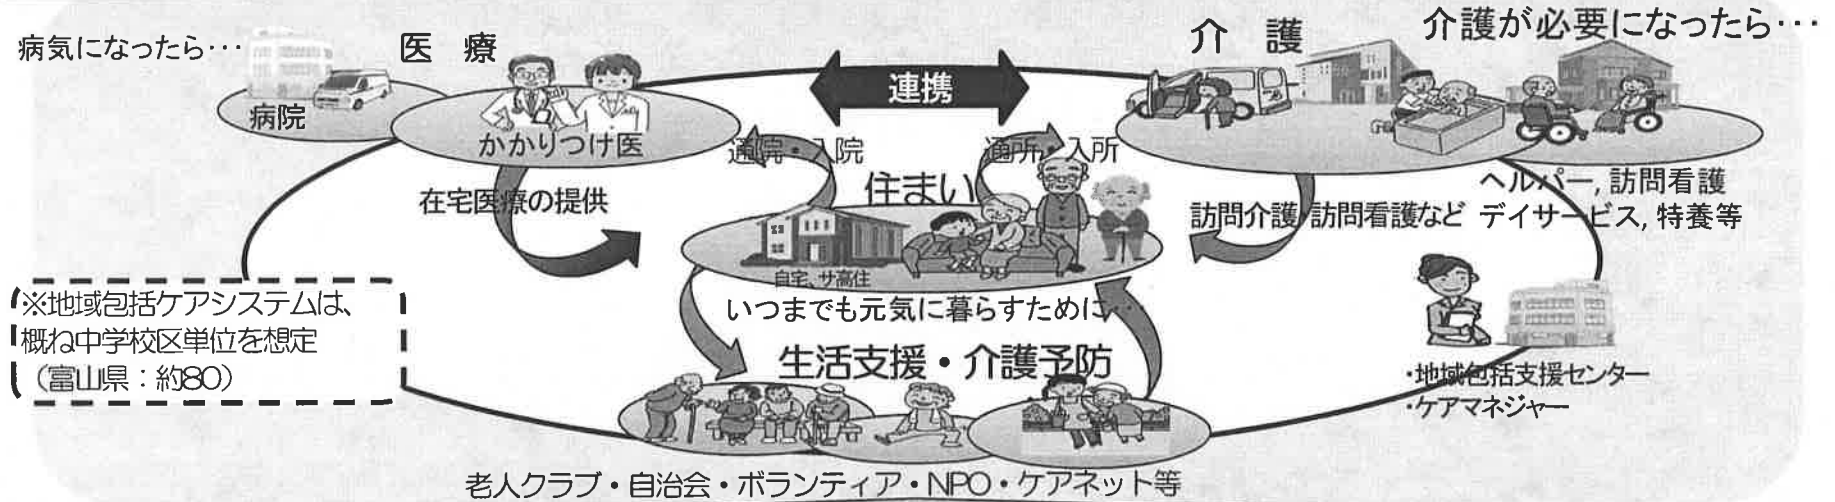 病気になったら…
医 療
介 護
介護が必要になったら…
連携
病院
かかりつけ医
通院・入院
通所・入所
住まい
在宅医療の提供
ヘルパー, 訪問看護
訪問介護・訪問看護など
デイサービス, 特養等
自宅、サ高住
いつまでも元気に暮らすために…
※地域包括ケアシステムは、
概ね中学校区単位を想定
(富山県:約80)
生活支援・介護予防
・地域包括支援センター
・ケアマネジャー
老人クラブ・自治会・ボランティア・NPO・ケアネット等